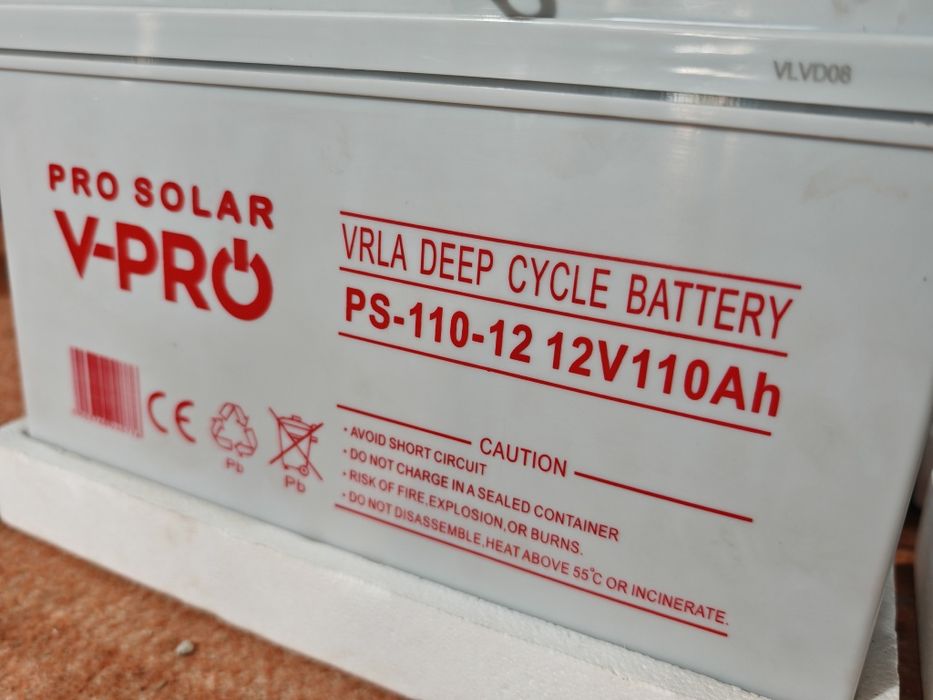 VLVD08
PRO SOLAR
V-PRO
VRLA DEEP CYCLE BATTERY
PS-110-12 12V110Ah
CE
Pb
Pb
CAUTION
• AVOID SHORT CIRCUIT
• DO NOT CHARGE IN A SEALED CONTAINER
• RISK OF FIRE,EXPLOSION,OR BURNS.
• DO NOT DISASSEMBLE,HEAT ABOVE 55°C OR INCINERATE.